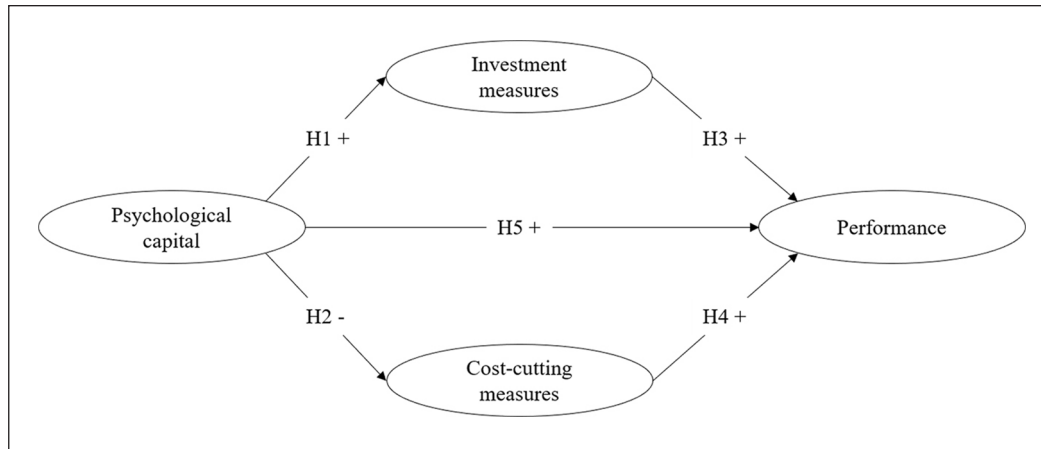 Investment
measures
H1 +
H3 +
Psychological
capital
H5 +
Performance
H2 -
H4 +
Cost-cutting
measures